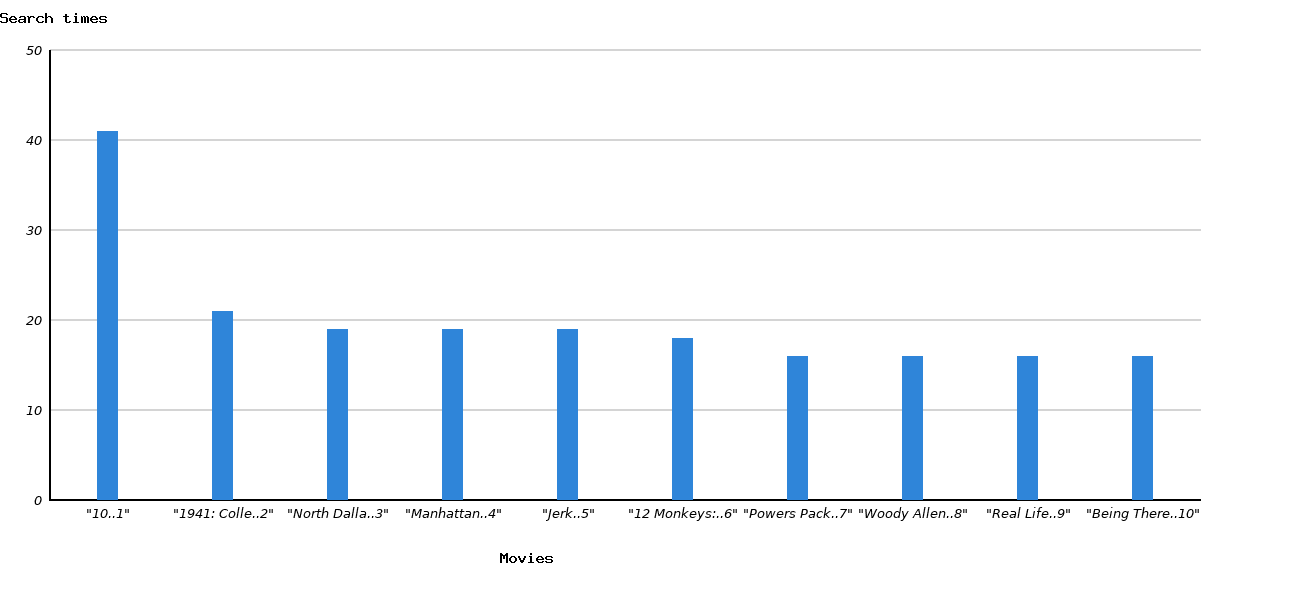 Search times
50
40
30
20
10
0
"10..1" "1941: Colle..2" "North Dalla..3" "Manhattan..4" "Jerk..5" "12 Monkeys:..6" "Powers Pack..7" "Woody Allen..8" "Real Life..9" "Being There..10"
Movies